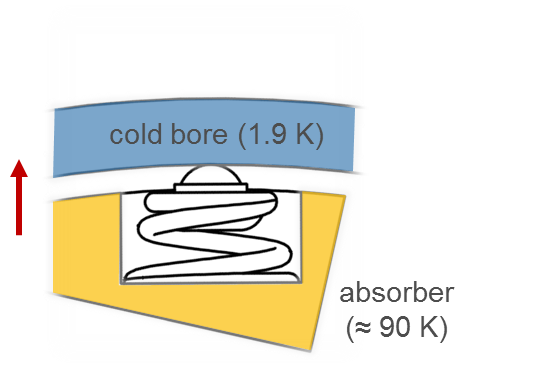 cold bore (1.9 K)
absorber
(≈ 90 K)